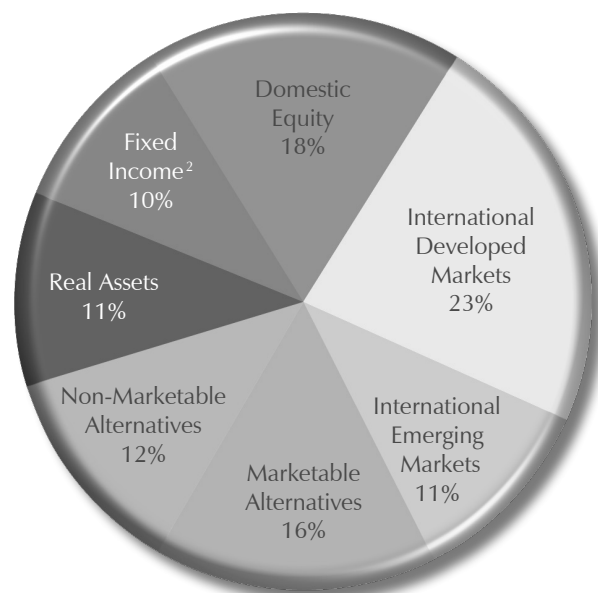 Domestic
Equity
18%
International
Developed
Markets
23%
International
Emerging
Markets
11%
Marketable
Alternatives
16%
Non-Marketable
Alternatives
12%
Real Assets
11%
Fixed
Income²
10%